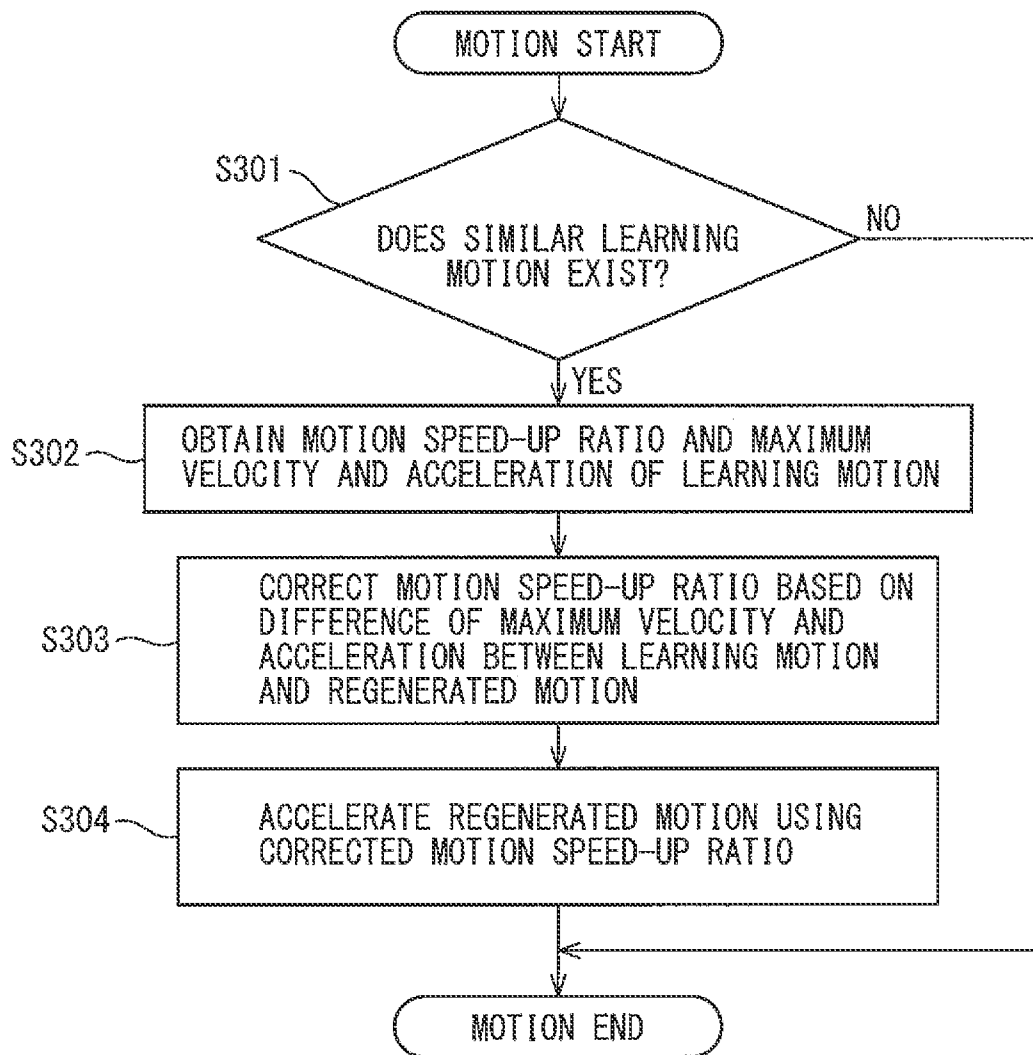 MOTION START
S301
DOES SIMILAR LEARNING
MOTION EXIST?
NO
YES
S302
OBTAIN MOTION SPEED-UP RATIO AND MAXIMUM
VELOCITY AND ACCELERATION OF LEARNING MOTION
S303
CORRECT MOTION SPEED-UP RATIO BASED ON
DIFFERENCE OF MAXIMUM VELOCITY AND
ACCELERATION BETWEEN LEARNING MOTION
AND REGENERATED MOTION
S304
ACCELERATE REGENERATED MOTION USING
CORRECTED MOTION SPEED-UP RATIO
MOTION END